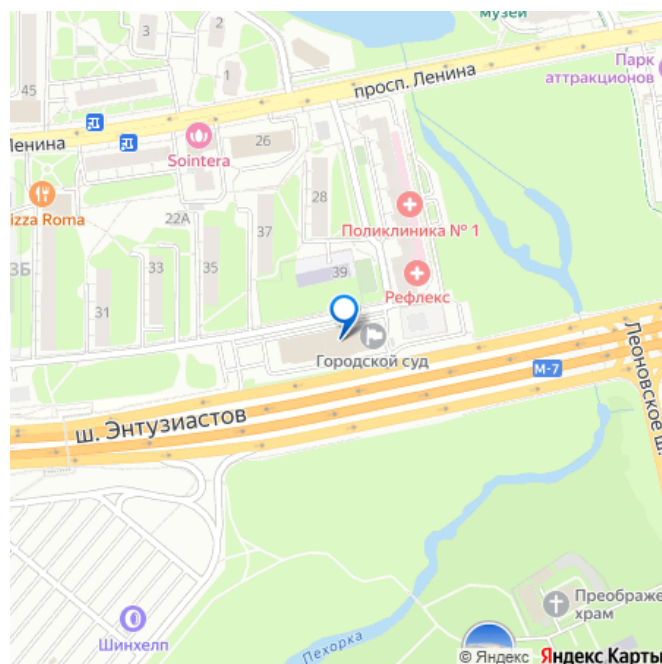 музей
Парк
аттракционов
просп. Ленина
3
2
45
1
Ленина
Sointera
26
28
izza Roma
22А
37
Поликлиника № 1
3Б
33
35
39
Рефлекс
31
Городской суд
М-7
ш. Энтузиастов
Леоновское ш.
Преображе
храм
Шинхелп
Пехорка
© Яндекс Яндекс Карты